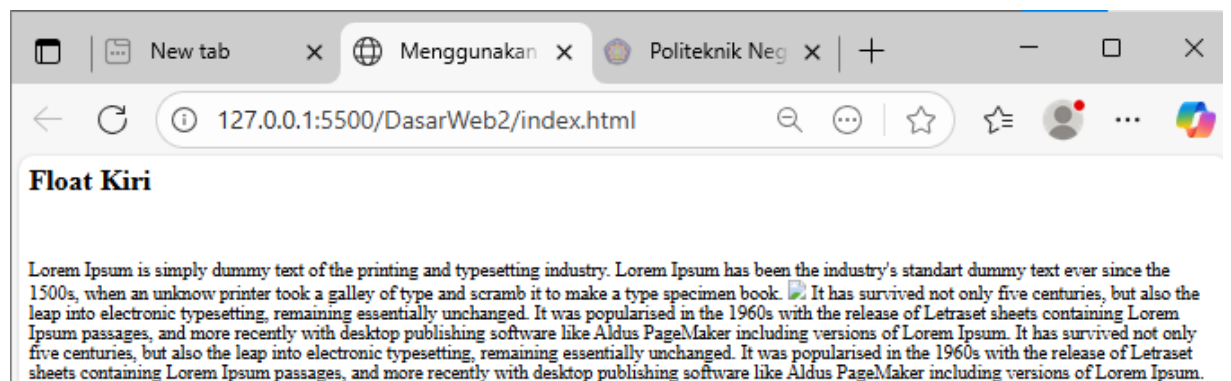 New tab
Menggunakan
Politeknik Neg
127.0.0.1:5500/DasarWeb2/index.html
Float Kiri
Lorem Ipsum is simply dummy text of the printing and typesetting industry. Lorem Ipsum has been the industry's standart dummy text ever since the
1500s, when an unknow printer took a galley of type and scramb it to make a type specimen book. It has survived not only five centuries, but also the
leap into electronic typesetting, remaining essentially unchanged. It was popularised in the 1960s with the release of Letraset sheets containing Lorem
Ipsum passages, and more recently with desktop publishing software like Aldus PageMaker including versions of Lorem Ipsum. It has survived not only
five centuries, but also the leap into electronic typesetting, remaining essentially unchanged. It was popularised in the 1960s with the release of Letraset
sheets containing Lorem Ipsum passages, and more recently with desktop publishing software like Aldus PageMaker including versions of Lorem Ipsum.